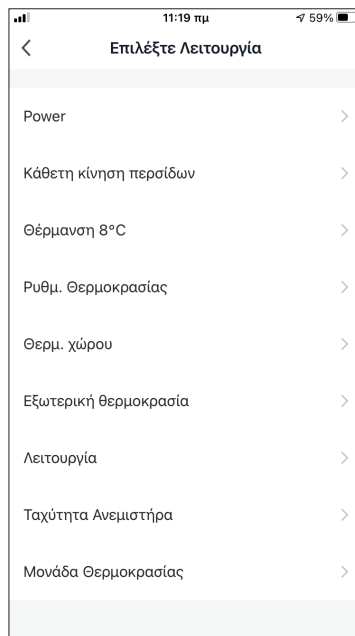 11:19 πμ
59%
Επιλέξτε Λειτουργία
Power
Κάθετη κίνηση περσίδων
Θέρμανση 8°C
Ρυθμ. Θερμοκρασίας
Θερμ. χώρου
Εξωτερική θερμοκρασία
Λειτουργία
Ταχύτητα Ανεμιστήρα
Μονάδα Θερμοκρασίας